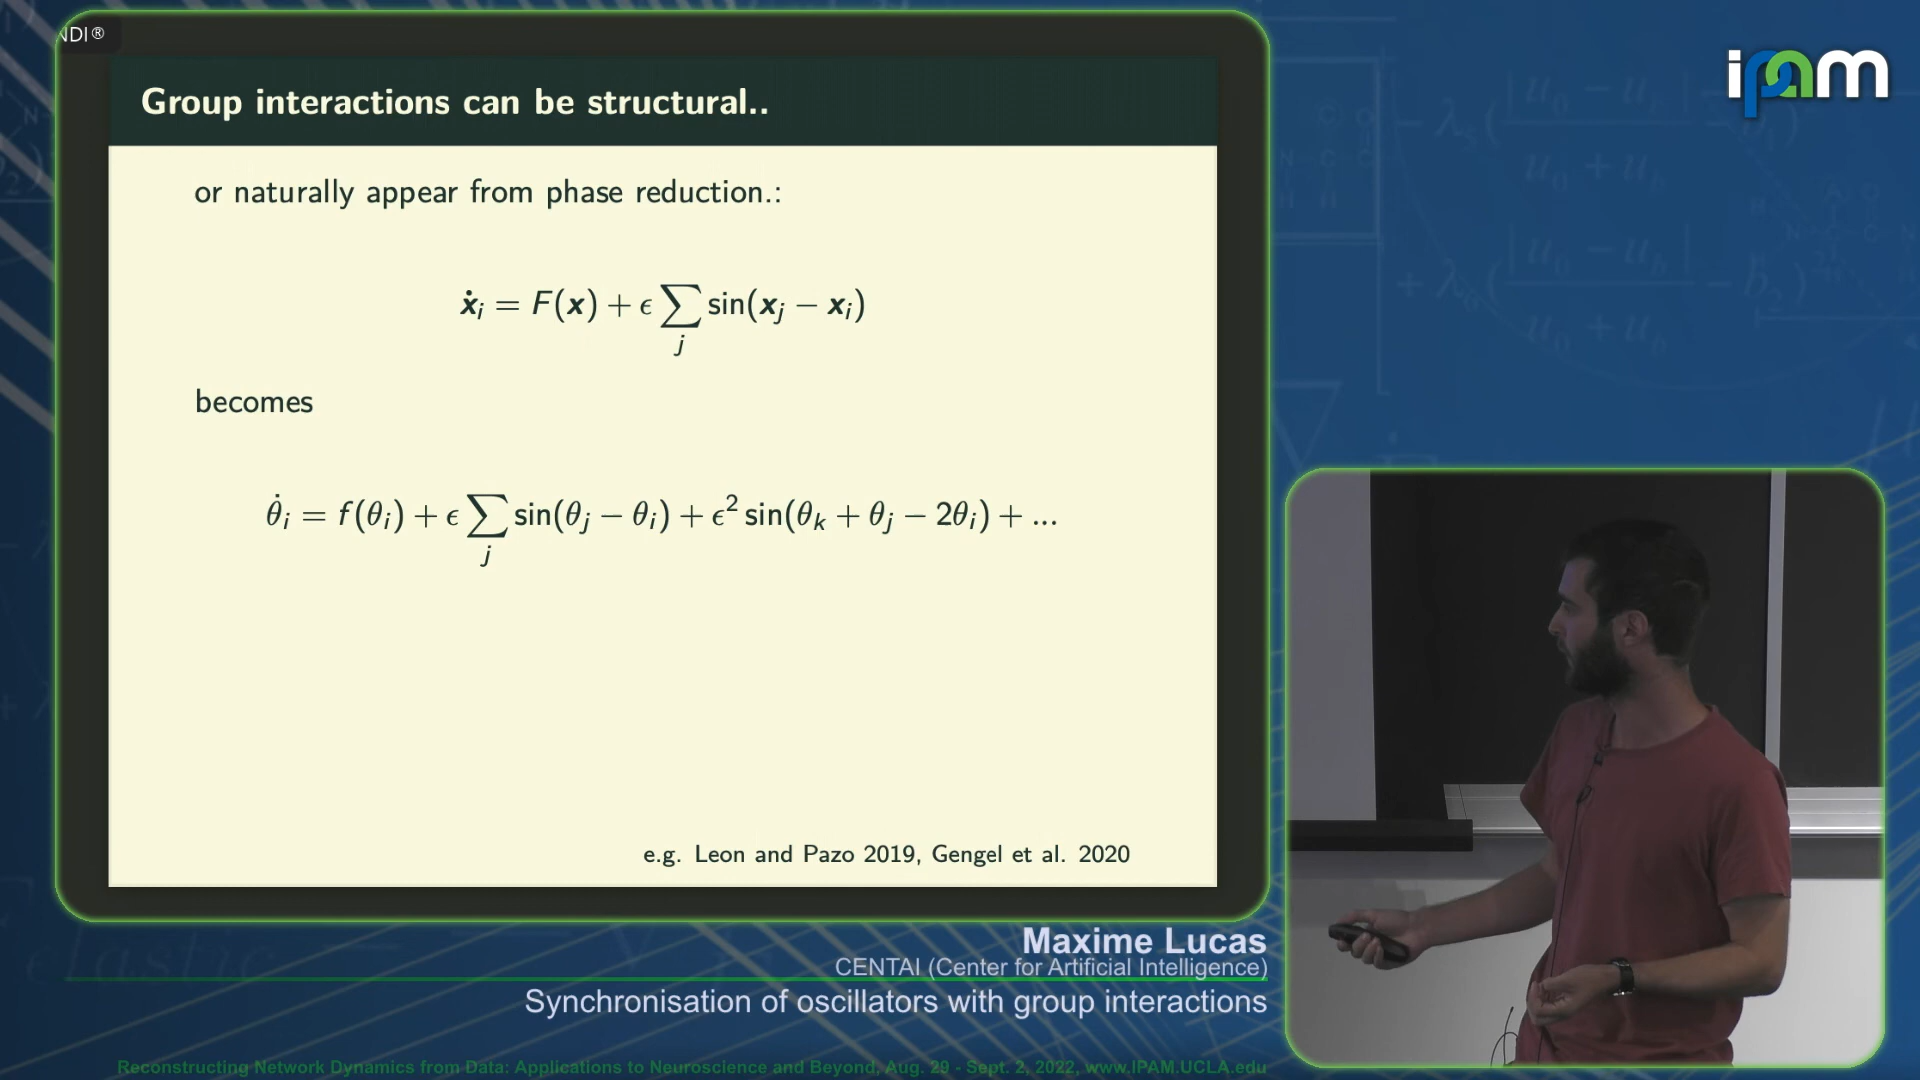 NDI®
Group interactions can be structural..
or naturally appear from phase reduction.:
ẋᵢ = F(x) + ϵ ∑ⱼ sin(xⱼ − xᵢ)
becomes
θ̇ᵢ = f(θᵢ) + ϵ ∑ⱼ sin(θⱼ − θᵢ) + ϵ² sin(θₖ + θⱼ − 2θᵢ) + ...
e.g. Leon and Pazo 2019, Gengel et al. 2020
ipam
Maxime Lucas
CENTAI (Center for Artificial Intelligence)
Synchronisation of oscillators with group interactions
Reconstructing Network Dynamics from Data: Applications to Neuroscience and Beyond, Aug. 29 - Sept. 2, 2022, www.IPAM.UCLA.edu